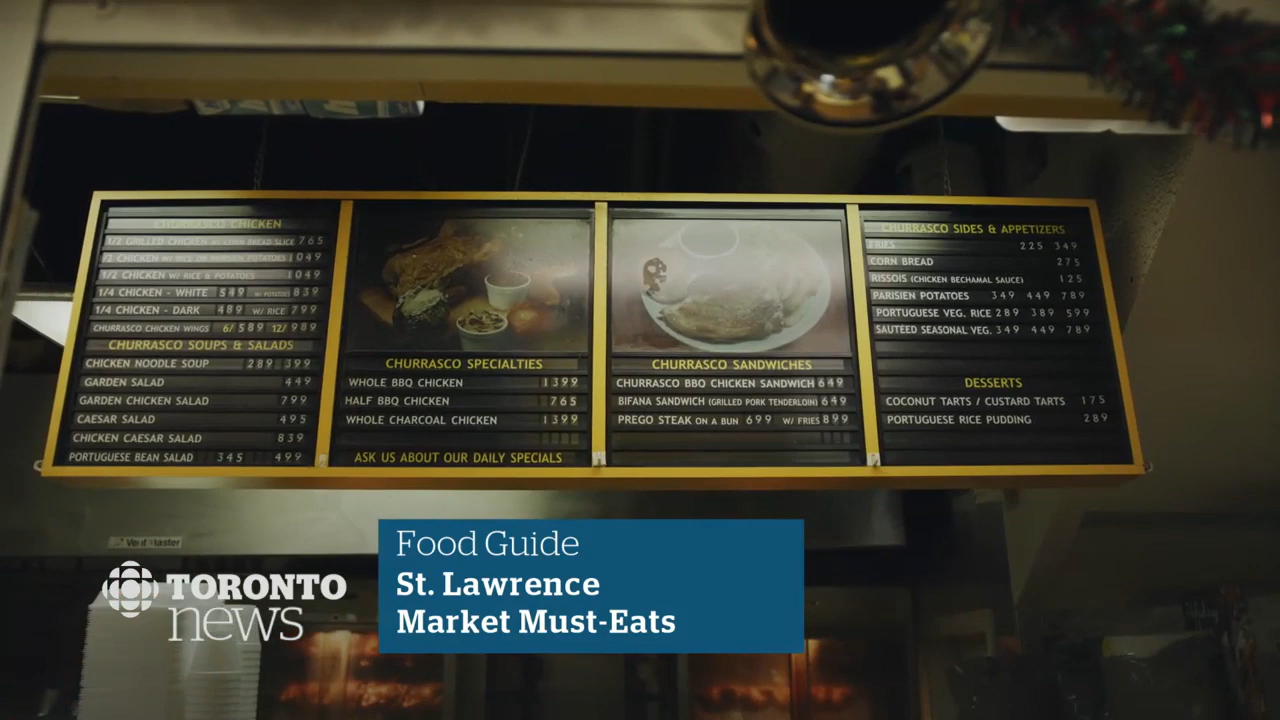 CHURRASCO CHICKEN
1/2 GRILLED CHICKEN W/ CORN BREAD SLICE 765
1/2 CHICKEN W/ RICE OR PARISIEN POTATOES 1049
1/2 CHICKEN W/ RICE & POTATOES 1049
1/4 CHICKEN - WHITE 549 W/ POTATOES 839
1/4 CHICKEN - DARK 489 W/ RICE 799
CHURRASCO CHICKEN WINGS 6/ 589 12/ 989
CHURRASCO SOUPS & SALADS
CHICKEN NOODLE SOUP 289 399
GARDEN SALAD 449
GARDEN CHICKEN SALAD 799
CAESAR SALAD 495
CHICKEN CAESAR SALAD 839
PORTUGUESE BEAN SALAD 345 499
CHURRASCO SPECIALTIES
WHOLE BBQ CHICKEN 1399
HALF BBQ CHICKEN 765
WHOLE CHARCOAL CHICKEN 1399
ASK US ABOUT OUR DAILY SPECIALS
CHURRASCO SANDWICHES
CHURRASCO BBQ CHICKEN SANDWICH 649
BIFANA SANDWICH (GRILLED PORK TENDERLOIN) 649
PREGO STEAK ON A BUN 699 W/ FRIES 899
CHURRASCO SIDES & APPETIZERS
FRIES 225 349
CORN BREAD 275
RISSOIS (CHICKEN BECHAMAL SAUCE) 125
PARISIEN POTATOES 349 449 789
PORTUGUESE VEG. RICE 289 389 599
SAUTÉED SEASONAL VEG. 349 449 789
DESSERTS
COCONUT TARTS / CUSTARD TARTS 175
PORTUGUESE RICE PUDDING 289
TORONTO
news
Food Guide
St. Lawrence
Market Must-Eats